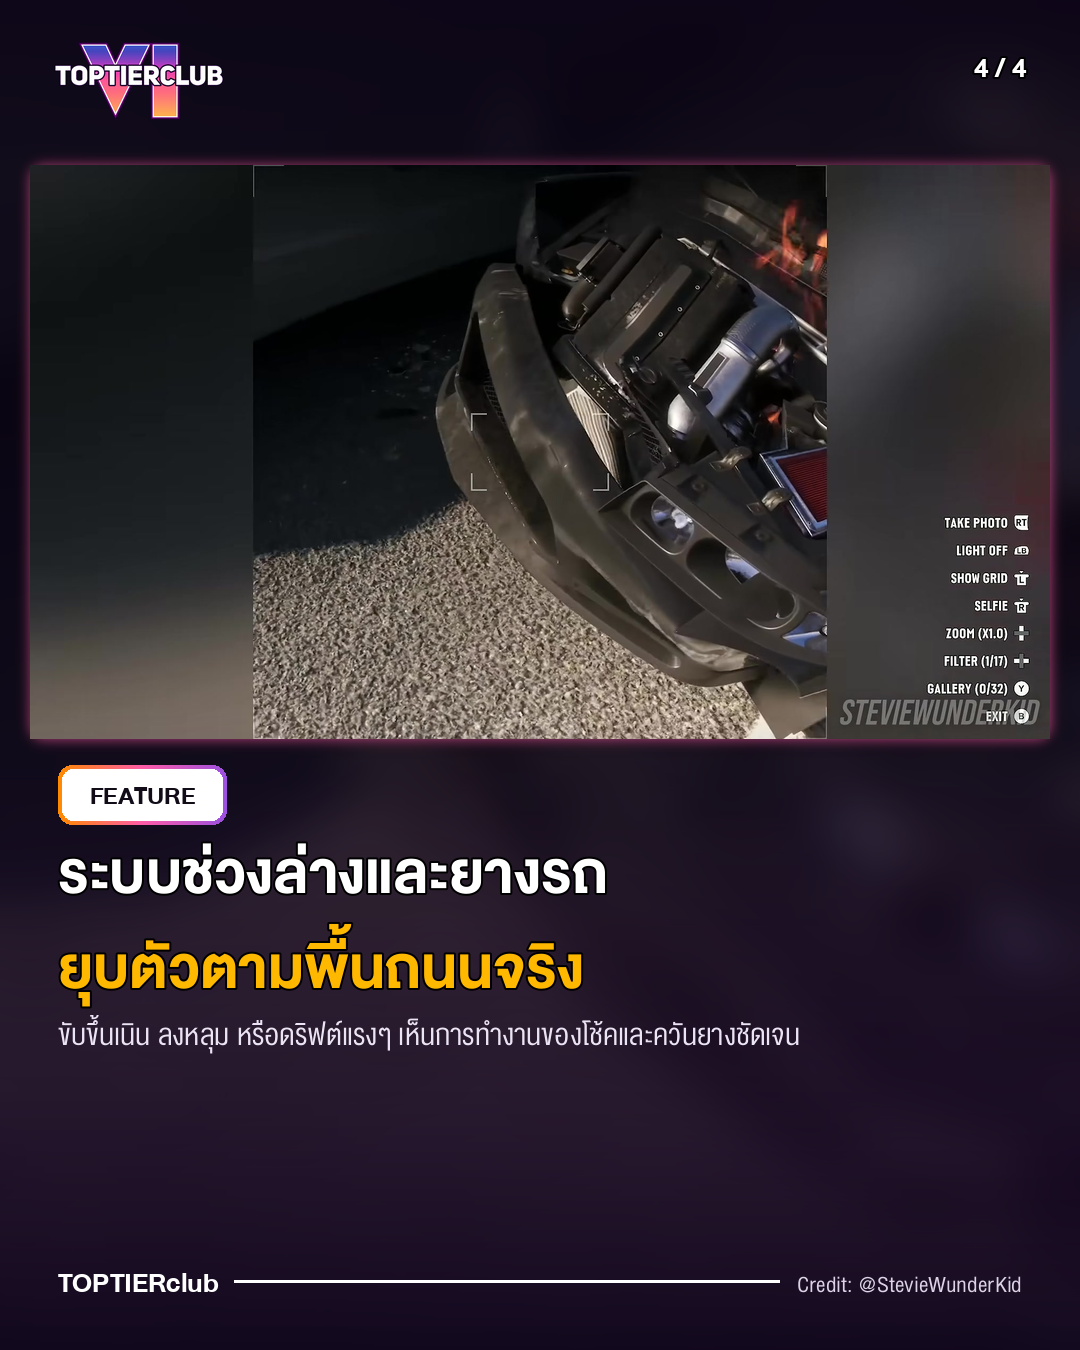 VI
TOPTIERCLUB
4 / 4
TAKE PHOTO RT
LIGHT OFF LB
SHOW GRID L
SELFIE R
ZOOM (X1.0)
FILTER (1/17)
GALLERY (0/32) Y
EXIT B
STEVIEWUNDERKID
FEATURE
ระบบช่วงล่างและยางรถ
ยุบตัวตามพื้นถนนจริง
ขับขึ้นเนิน ลงหลุม หรือดริฟต์แรงๆ เห็นการทำงานของโช้คและควันยางชัดเจน
TOPTIERclub
Credit: @StevieWunderKid